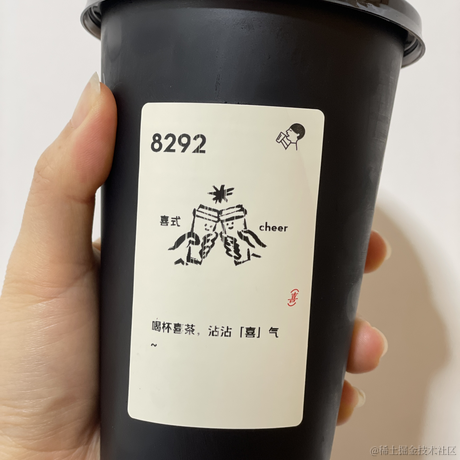 8292
喜式
cheer
(喜)
喝杯喜茶，沾沾「喜」气
~
@稀土掘金技术社区